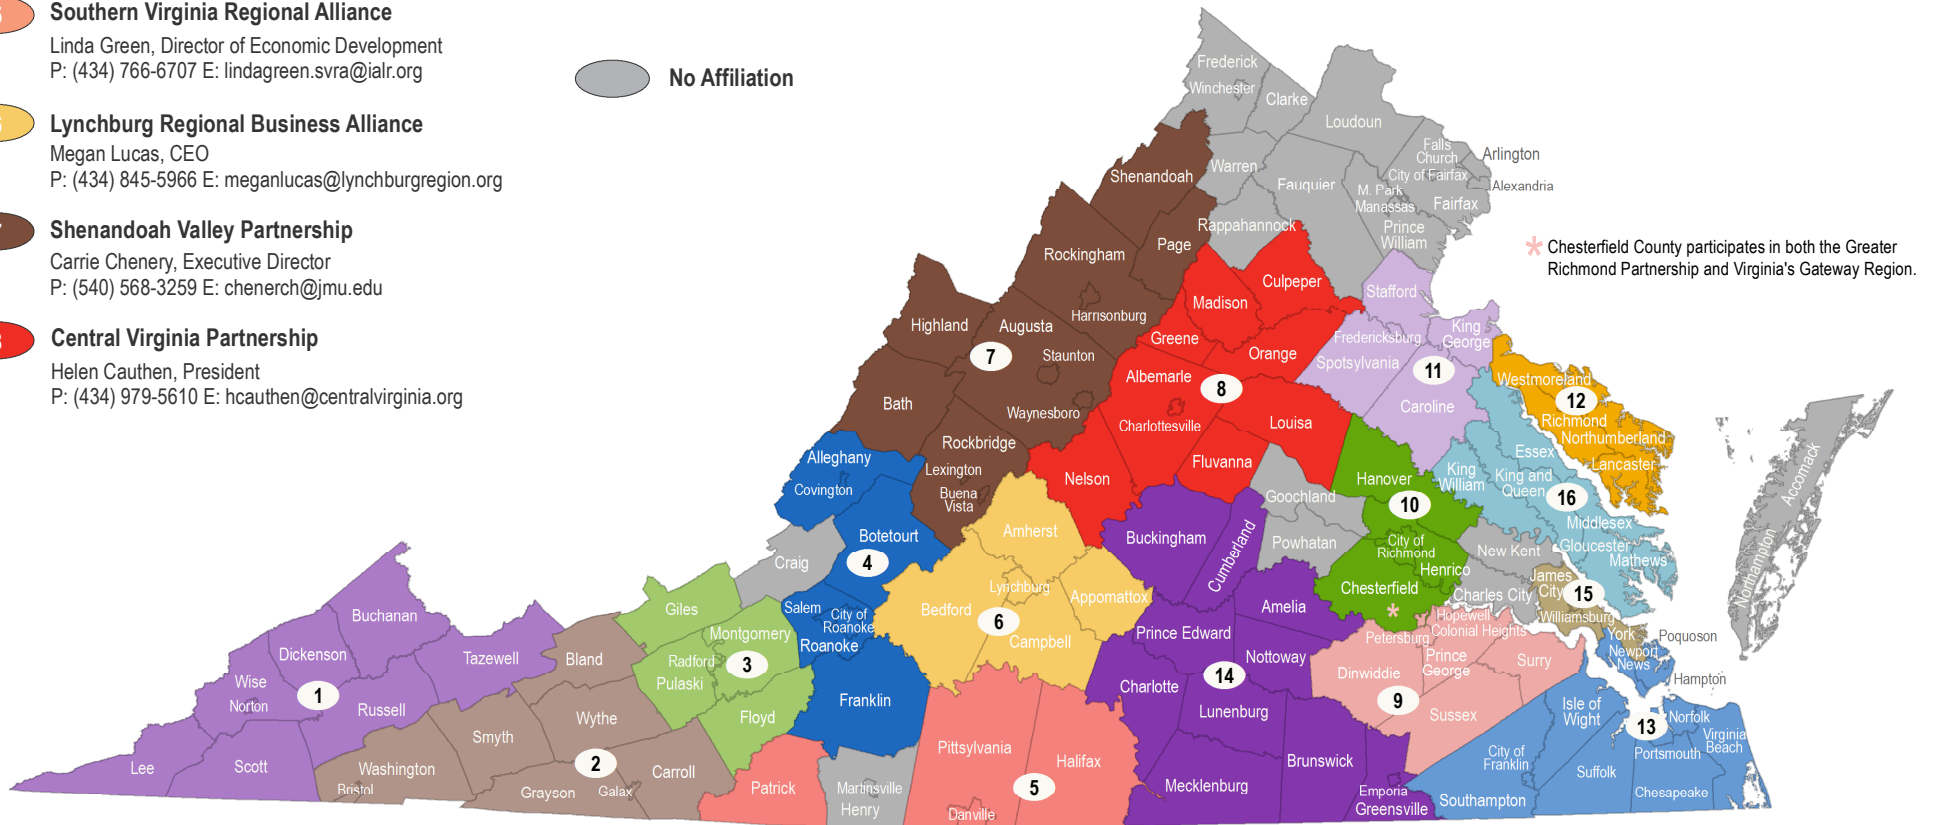 Southern Virginia Regional Alliance
Linda Green, Director of Economic Development
P: (434) 766-6707 E: lindagreen.svra@ialr.org
Lynchburg Regional Business Alliance
Megan Lucas, CEO
P: (434) 845-5966 E: meganlucas@lynchburgregion.org
Shenandoah Valley Partnership
Carrie Chenery, Executive Director
P: (540) 568-3259 E: chenerch@jmu.edu
Central Virginia Partnership
Helen Cauthen, President
P: (434) 979-5610 E: hcauthen@centralvirginia.org
No Affiliation
* Chesterfield County participates in both the Greater
Richmond Partnership and Virginia's Gateway Region.
Frederick
Winchester
Clarke
Loudoun
Falls
Church
Arlington
City of Fairfax
Alexandria
Warren
Fauquier
M. Park
Manassas
Fairfax
Rappahannock
Prince
William
Shenandoah
Page
Rockingham
Harrisonburg
Highland
Augusta
Staunton
7
Bath
Waynesboro
Rockbridge
Lexington
Buena
Vista
Culpeper
Madison
Greene
Orange
Albemarle
8
Charlottesville
Louisa
Fluvanna
Nelson
Stafford
King
George
Fredericksburg
Spotsylvania
11
Caroline
Westmoreland
12
Richmond
Northumberland
Lancaster
Essex
King
William
King and
Queen
16
Middlesex
Gloucester
Mathews
Accomack
Northampton
Hanover
10
City of
Richmond
Henrico
Chesterfield
*
Goochland
Powhatan
New Kent
Charles City
James
City
15
Williamsburg
York
Poquoson
Newport
News
Hampton
Alleghany
Covington
Botetourt
4
Craig
Salem
City of
Roanoke
Roanoke
Franklin
Amherst
Lynchburg
Appomattox
Bedford
6
Campbell
Buckingham
Cumberland
Amelia
Prince Edward
Nottoway
14
Charlotte
Lunenburg
Mecklenburg
Brunswick
Emporia
Greensville
Hopewell
Colonial Heights
Petersburg
Prince
George
Dinwiddie
Surry
9
Sussex
Isle of
Wight
13
Norfolk
Virginia
Beach
Portsmouth
City of
Franklin
Suffolk
Chesapeake
Southampton
Buchanan
Dickenson
Tazewell
Wise
Norton
1
Russell
Lee
Scott
Bland
Smyth
Wythe
Washington
Bristol
2
Grayson
Galax
Carroll
Giles
Montgomery
Radford
3
Pulaski
Floyd
Patrick
Martinsville
Henry
Pittsylvania
Halifax
5
Danville